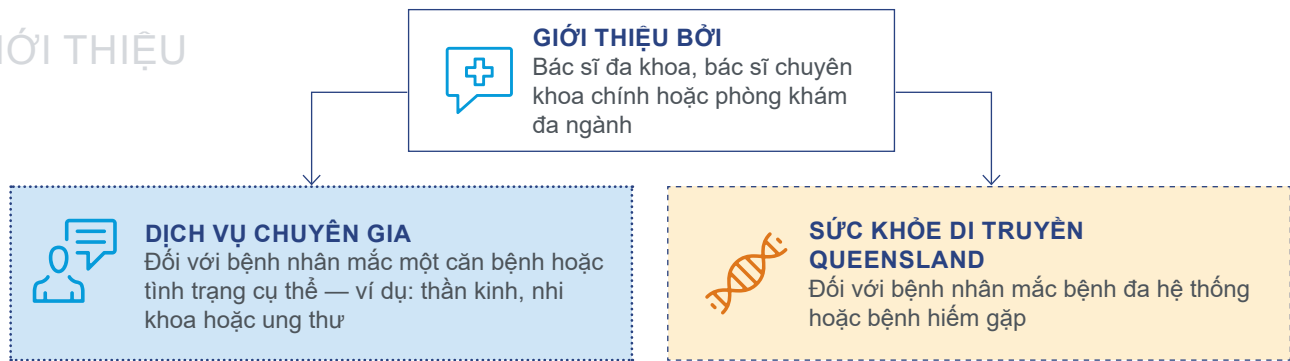 ỚI THIỆU
GIỚI THIỆU BỞI
Bác sĩ đa khoa, bác sĩ chuyên
khoa chính hoặc phòng khám
đa ngành
DỊCH VỤ CHUYÊN GIA
Đối với bệnh nhân mắc một căn bệnh hoặc
tình trạng cụ thể — ví dụ: thần kinh, nhi
khoa hoặc ung thư
SỨC KHỎE DI TRUYỀN
QUEENSLAND
Đối với bệnh nhân mắc bệnh đa hệ thống
hoặc bệnh hiếm gặp